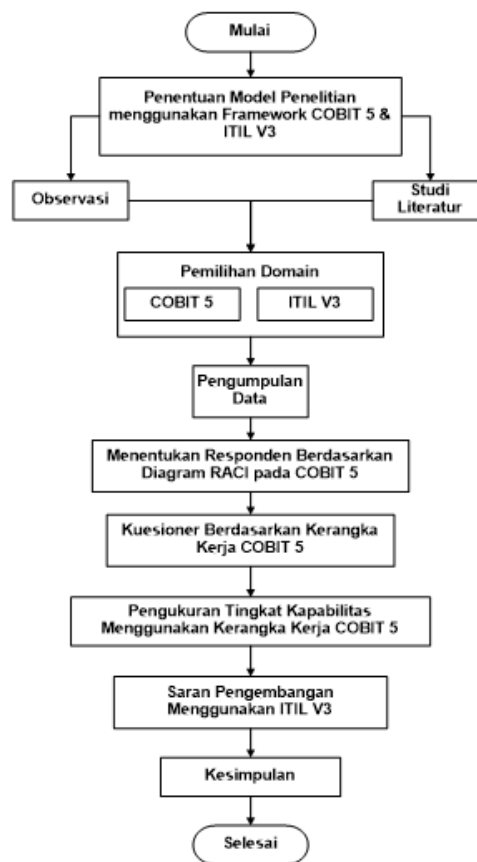 Mulai
Penentuan Model Penelitian
menggunakan Framework COBIT 5 &
ITIL V3
Observasi
Studi
Literatur
Pemilihan Domain
COBIT 5
ITIL V3
Pengumpulan
Data
Menentukan Responden Berdasarkan
Diagram RACI pada COBIT 5
Kuesioner Berdasarkan Kerangka
Kerja COBIT 5
Pengukuran Tingkat Kapabilitas
Menggunakan Kerangka Kerja COBIT 5
Saran Pengembangan
Menggunakan ITIL V3
Kesimpulan
Selesai